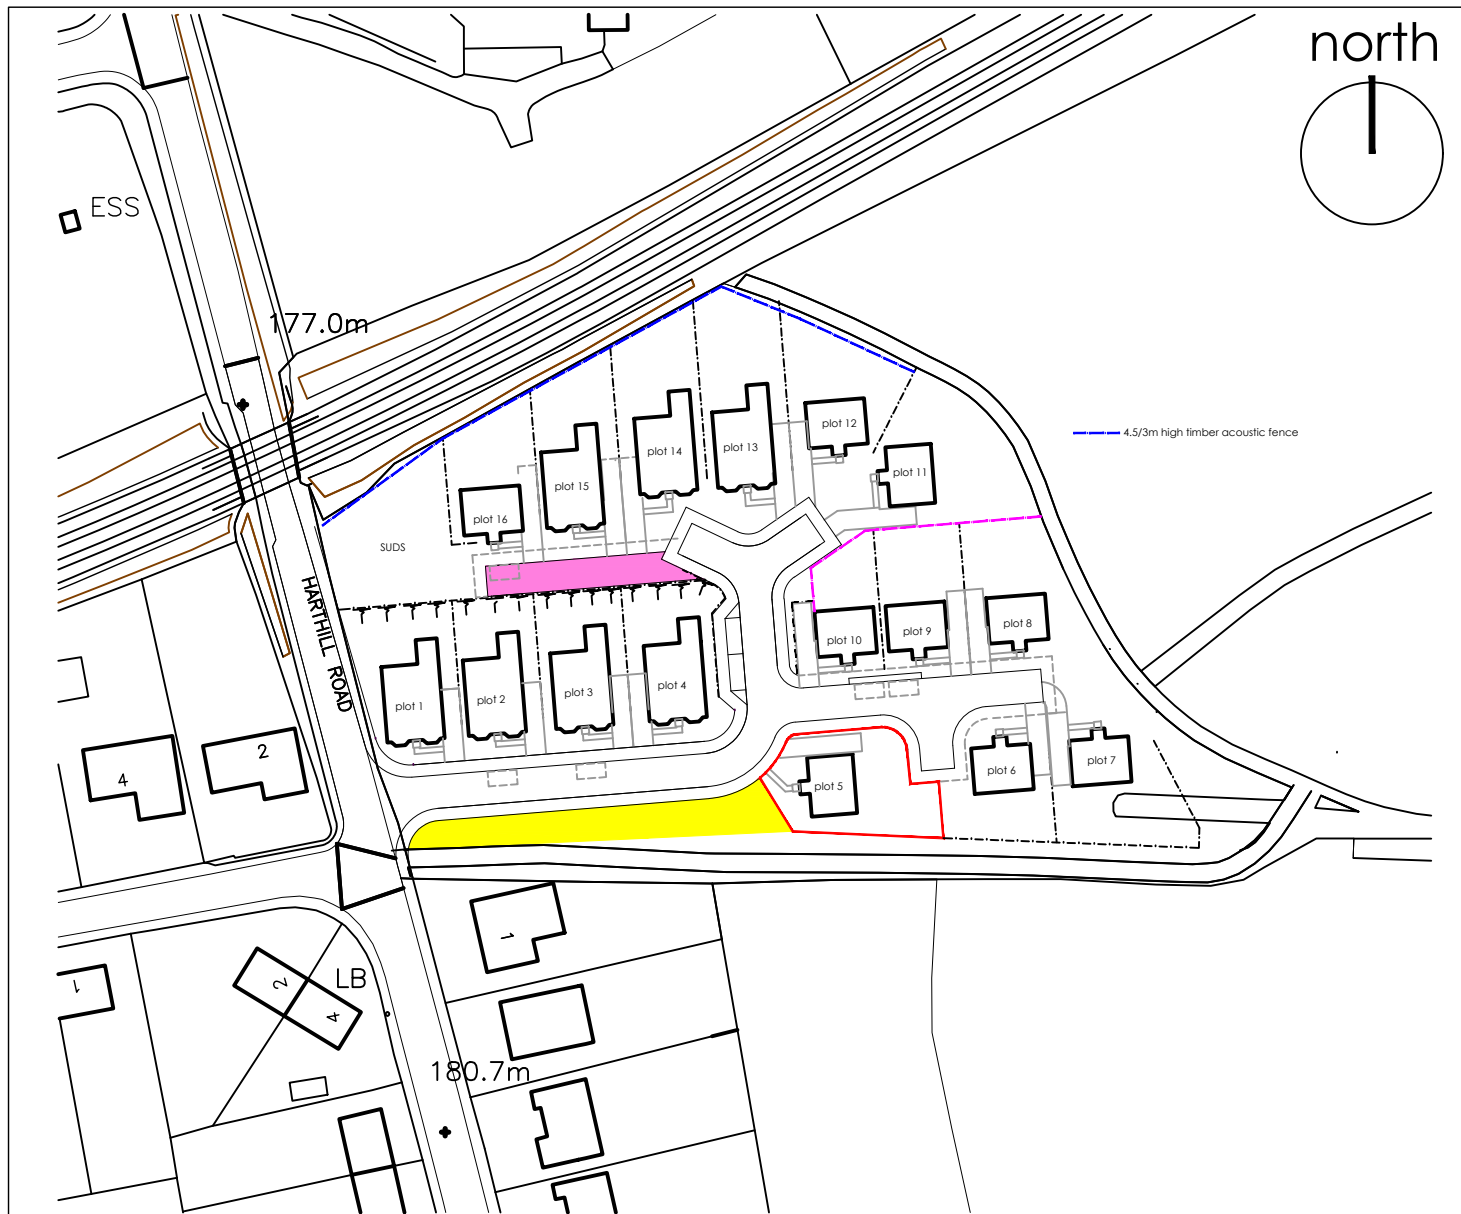 north
ESS
177.0m
plot 12
4.5/3m high timber acoustic fence
plot 14
plot 13
plot 11
plot 15
plot 16
SUDS
HARTHILL ROAD
plot 10
plot 9
plot 8
plot 1
plot 2
plot 3
plot 4
2
4
plot 5
plot 6
plot 7
1
LB
2
4
1
180.7m